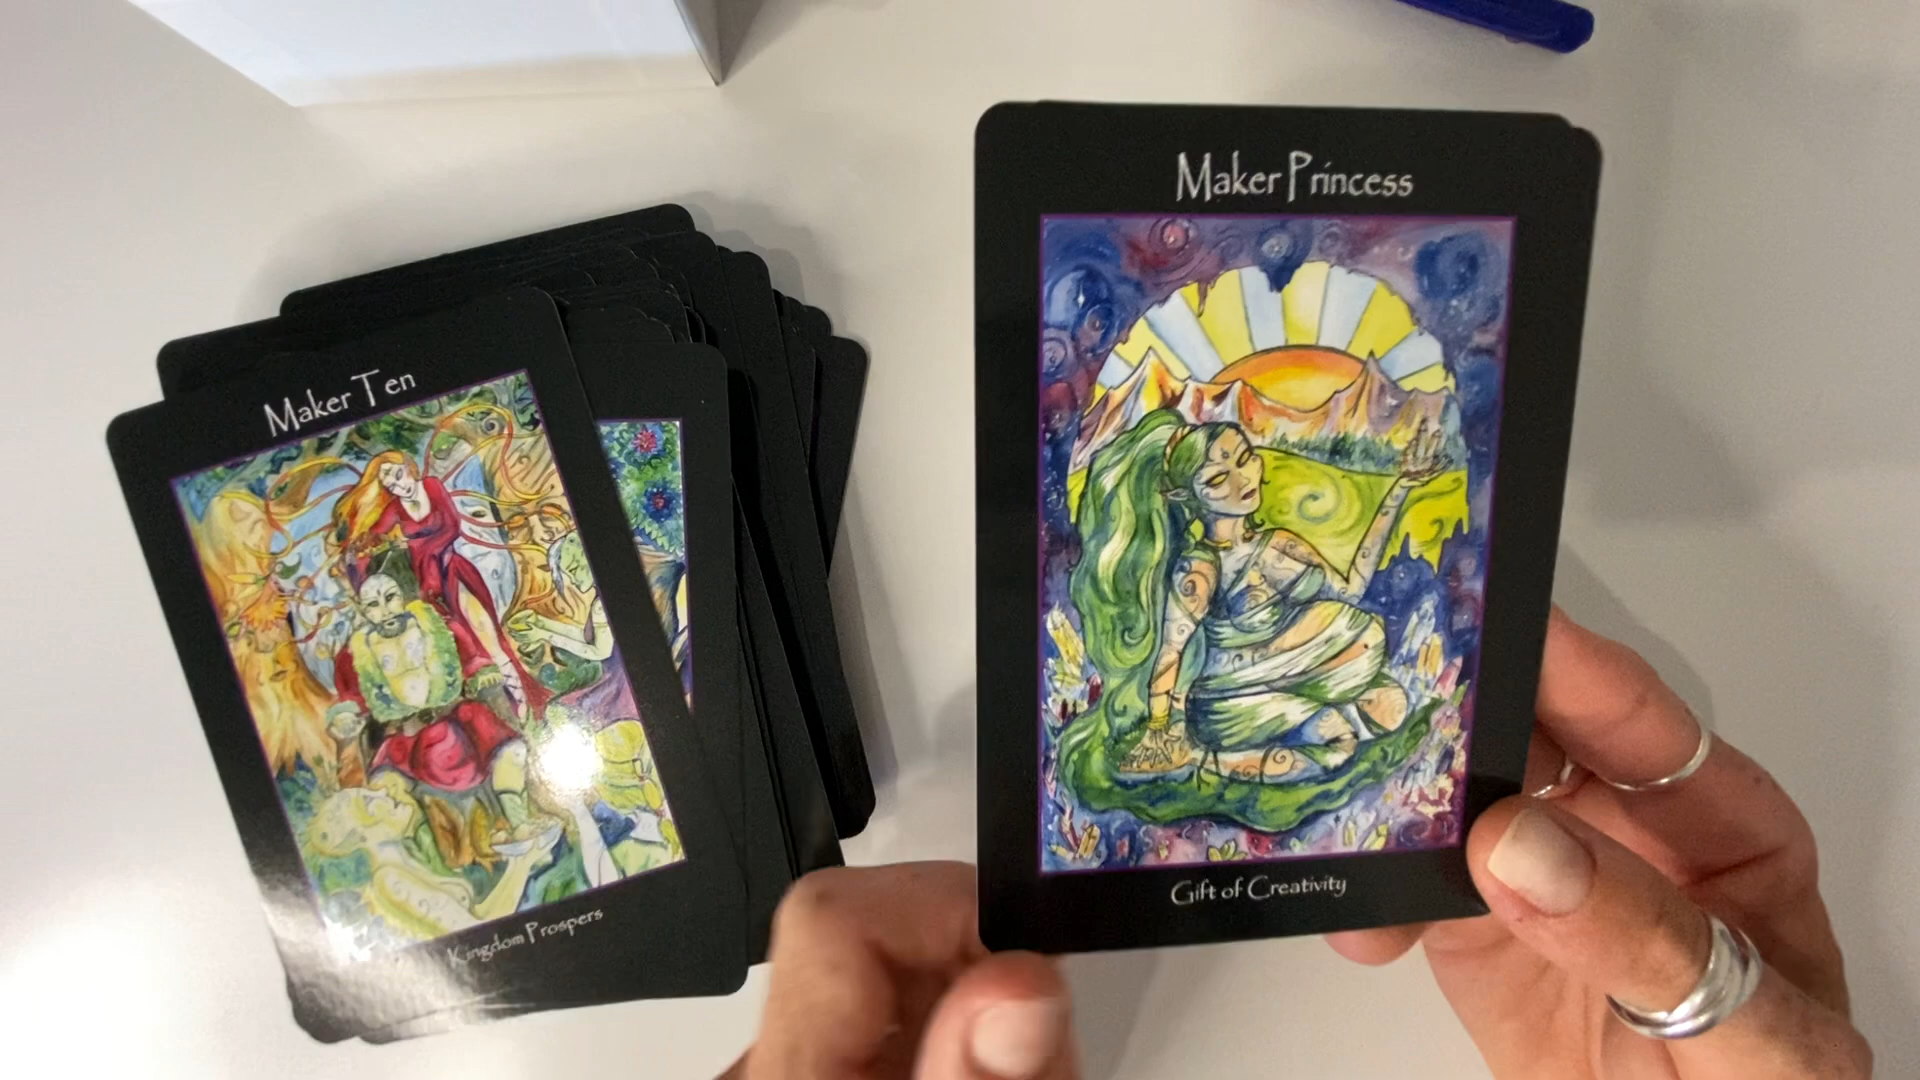 Maker Ten
Kingdom Prospers
Maker Princess
Gift of Creativity